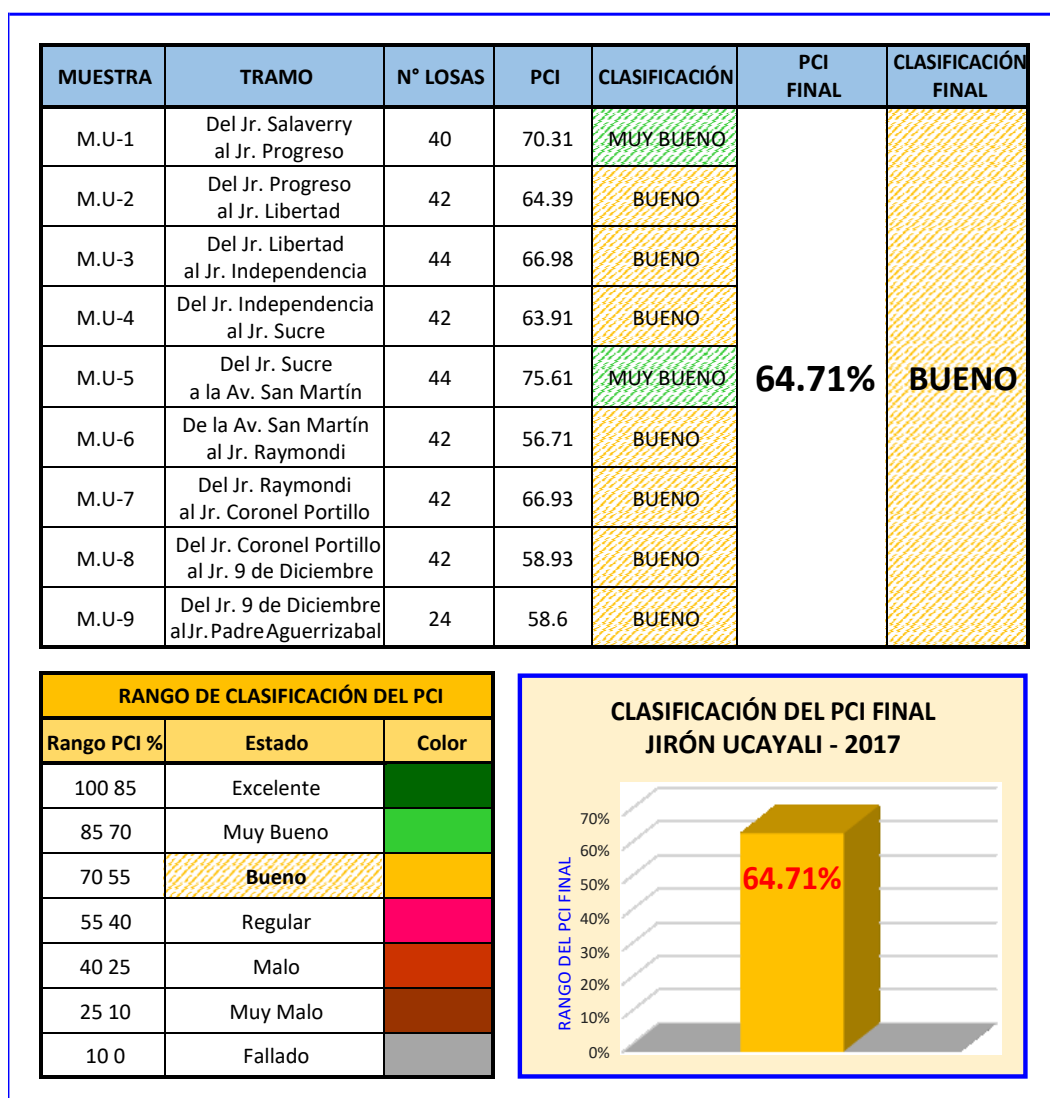 MUESTRA TRAMO N° LOSAS PCI CLASIFICACIÓN PCI FINAL CLASIFICACIÓN FINAL
M.U-1 Del Jr. Salaverry al Jr. Progreso 40 70.31 MUY BUENO
M.U-2 Del Jr. Progreso al Jr. Libertad 42 64.39 BUENO
M.U-3 Del Jr. Libertad al Jr. Independencia 44 66.98 BUENO
M.U-4 Del Jr. Independencia al Jr. Sucre 42 63.91 BUENO
M.U-5 Del Jr. Sucre a la Av. San Martín 44 75.61 MUY BUENO 64.71% BUENO
M.U-6 De la Av. San Martín al Jr. Raymondi 42 56.71 BUENO
M.U-7 Del Jr. Raymondi al Jr. Coronel Portillo 42 66.93 BUENO
M.U-8 Del Jr. Coronel Portillo al Jr. 9 de Diciembre 42 58.93 BUENO
M.U-9 Del Jr. 9 de Diciembre al Jr. Padre Aguerrizabal 24 58.6 BUENO
RANGO DE CLASIFICACIÓN DEL PCI
Rango PCI % Estado Color
100 85 Excelente
85 70 Muy Bueno
70 55 Bueno
55 40 Regular
40 25 Malo
25 10 Muy Malo
10 0 Fallado
CLASIFICACIÓN DEL PCI FINAL
JIRÓN UCAYALI - 2017
RANGO DEL PCI FINAL
70%
60%
50%
40%
30%
20%
10%
0%
64.71%